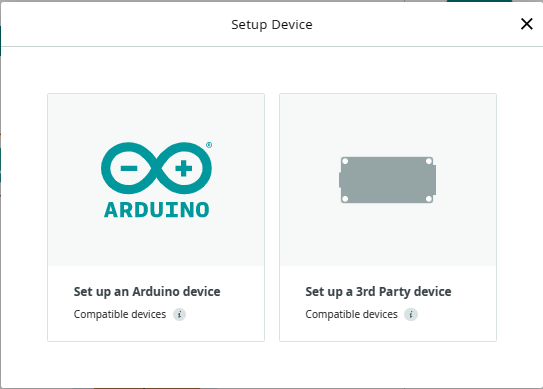 Setup Device
ARDUINO
Set up an Arduino device
Compatible devices
Set up a 3rd Party device
Compatible devices